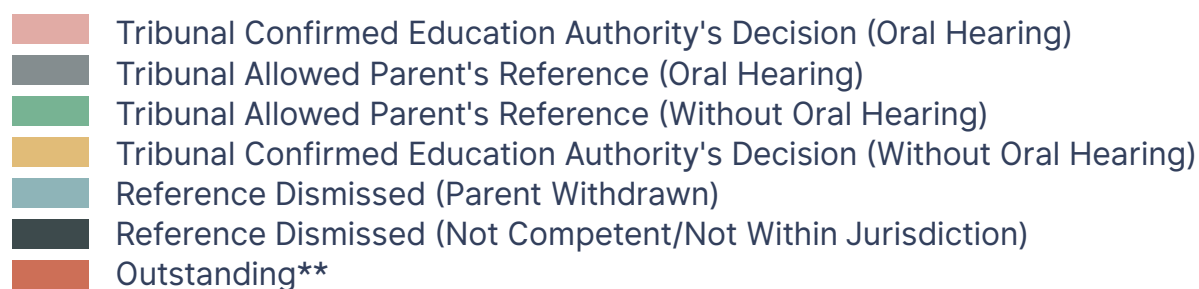 Tribunal Confirmed Education Authority's Decision (Oral Hearing)
Tribunal Allowed Parent's Reference (Oral Hearing)
Tribunal Allowed Parent's Reference (Without Oral Hearing)
Tribunal Confirmed Education Authority's Decision (Without Oral Hearing)
Reference Dismissed (Parent Withdrawn)
Reference Dismissed (Not Competent/Not Within Jurisdiction)
Outstanding**